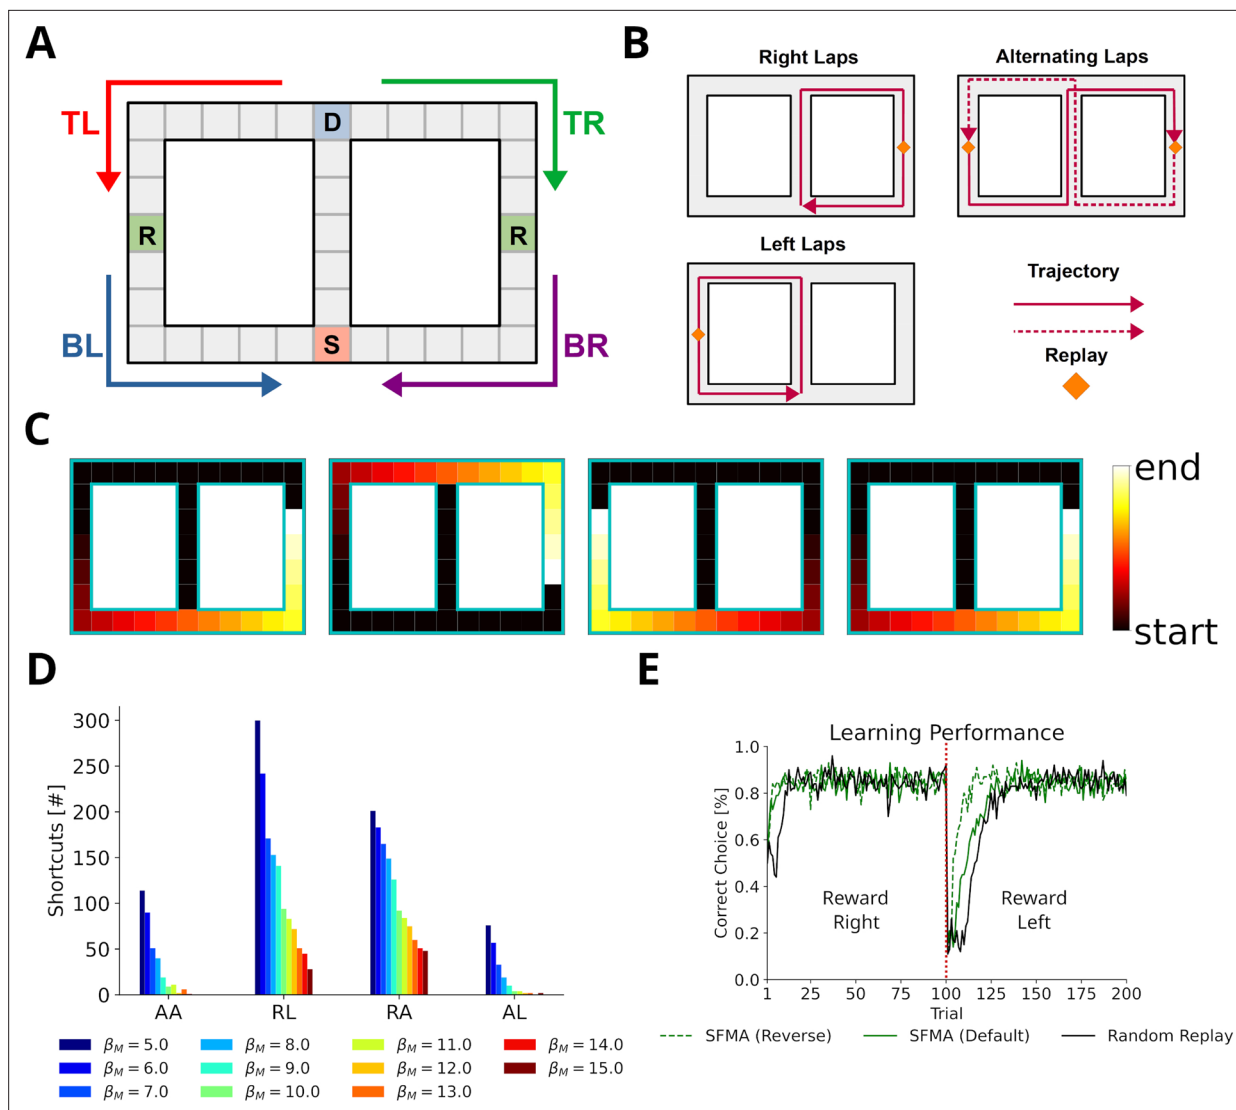 A
TL
TR
D
R
R
BL
S
BR
B
Right Laps
Alternating Laps
Left Laps
Trajectory
Replay
C
end
start
D
Shortcuts [#]
300
250
200
150
100
50
0
AA
RL
RA
AL
β_M = 5.0
β_M = 8.0
β_M = 11.0
β_M = 14.0
β_M = 6.0
β_M = 9.0
β_M = 12.0
β_M = 15.0
β_M = 7.0
β_M = 10.0
β_M = 13.0
E
Learning Performance
Correct Choice [%]
1.0
0.8
0.6
0.4
0.2
0.0
Reward
Right
Reward
Left
1 25 50 75 100 125 150 175 200
Trial
SFMA (Reverse)
SFMA (Default)
Random Replay